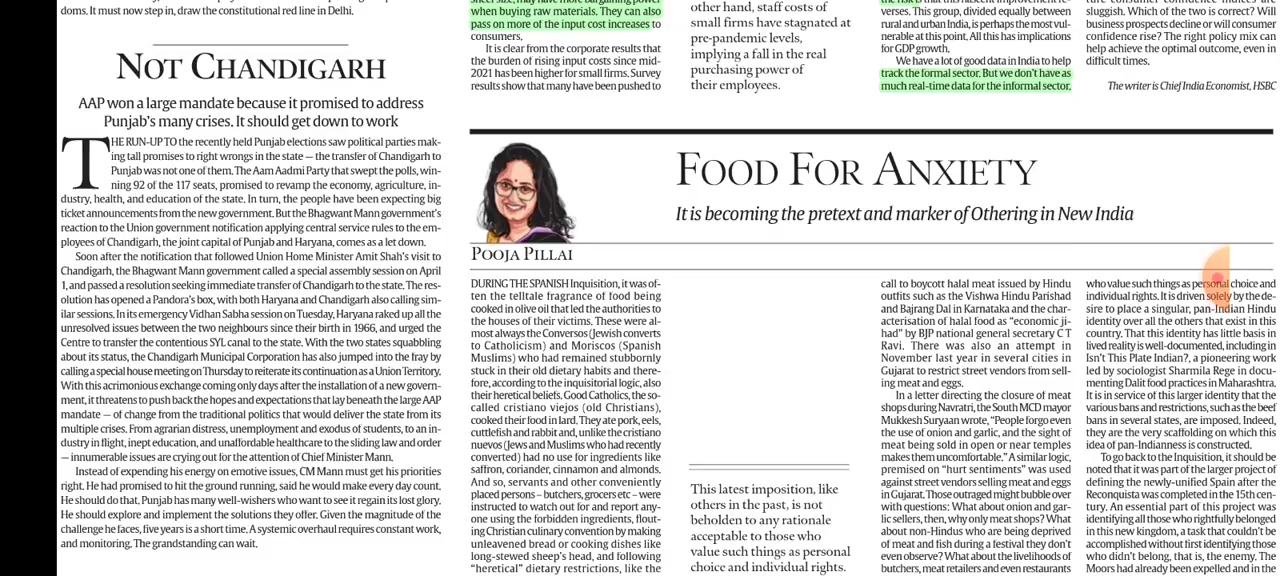 doms. It must now step in, draw the constitutional red line in Delhi.
NOT CHANDIGARH
AAP won a large mandate because it promised to address
Punjab's many crises. It should get down to work
THE RUN-UP TO the recently held Punjab elections saw political parties mak-
ing tall promises to right wrongs in the state — the transfer of Chandigarh to
Punjab was not one of them. The Aam Aadmi Party that swept the polls, win-
ning 92 of the 117 seats, promised to revamp the economy, agriculture, in-
dustry, health, and education of the state. In turn, the people have been expecting big
ticket announcements from the new government. But the Bhagwant Mann government's
reaction to the Union government notification applying central service rules to the em-
ployees of Chandigarh, the joint capital of Punjab and Haryana, comes as a let down.
Soon after the notification that followed Union Home Minister Amit Shah's visit to
Chandigarh, the Bhagwant Mann government called a special assembly session on April
1, and passed a resolution seeking immediate transfer of Chandigarh to the state. The res-
olution has opened a Pandora's box, with both Haryana and Chandigarh also calling sim-
ilar sessions. In its emergency Vidhan Sabha session on Tuesday, Haryana raked up all the
unresolved issues between the two neighbours since their birth in 1966, and urged the
Centre to transfer the contentious SYL canal to the state. With the two states squabbling
about its status, the Chandigarh Municipal Corporation has also jumped into the fray by
calling a special house meeting on Thursday to reiterate its continuation as a Union Territory.
With this acrimonious exchange coming only days after the installation of a new govern-
ment, it threatens to push back the hopes and expectations that lay beneath the large AAP
mandate — of change from the traditional politics that would deliver the state from its
multiple crises. From agrarian distress, unemployment and exodus of students, to an in-
dustry in flight, inept education, and unaffordable healthcare to the sliding law and order
— innumerable issues are crying out for the attention of Chief Minister Mann.
Instead of expending his energy on emotive issues, CM Mann must get his priorities
right. He had promised to hit the ground running, said he would make every day count.
He should do that, Punjab has many well-wishers who want to see it regain its lost glory.
He should explore and implement the solutions they offer. Given the magnitude of the
challenge he faces, five years is a short time. A systemic overhaul requires constant work,
and monitoring. The grandstanding can wait.
when buying raw materials. They can also
pass on more of the input cost increases to
consumers.
It is clear from the corporate results that
the burden of rising input costs since mid-
2021 has been higher for small firms. Survey
results show that many have been pushed to
other hand, staff costs of
small firms have stagnated at
pre-pandemic levels,
implying a fall in the real
purchasing power of
their employees.
verses. This group, divided equally between
rural and urban India, is perhaps the most vul-
nerable at this point. All this has implications
for GDP growth.
We have a lot of good data in India to help
track the formal sector. But we don't have as
much real-time data for the informal sector,
sluggish. Which of the two is correct? Will
business prospects decline or will consumer
confidence rise? The right policy mix can
help achieve the optimal outcome, even in
difficult times.
The writer is Chief India Economist, HSBC
FOOD FOR ANXIETY
It is becoming the pretext and marker of Othering in New India
POOJA PILLAI
DURING THE SPANISH Inquisition, it was of-
ten the telltale fragrance of food being
cooked in olive oil that led the authorities to
the houses of their victims. These were al-
most always the Conversos (Jewish converts
to Catholicism) and Moriscos (Spanish
Muslims) who had remained stubbornly
stuck in their old dietary habits and there-
fore, according to the inquisitorial logic, also
their heretical beliefs. Good Catholics, the so-
called cristiano viejos (old Christians),
cooked their food in lard. They ate pork, eels,
cuttlefish and rabbit and, unlike the cristiano
nuevos (Jews and Muslims who had recently
converted) had no use for ingredients like
saffron, coriander, cinnamon and almonds.
And so, servants and other conveniently
placed persons – butchers, grocers etc – were
instructed to watch out for and report any-
one using the forbidden ingredients, flout-
ing Christian culinary convention by making
unleavened bread or cooking dishes like
long-stewed sheep's head, and following
"heretical" dietary restrictions, like the
This latest imposition, like
others in the past, is not
beholden to any rationale
acceptable to those who
value such things as personal
choice and individual rights.
call to boycott halal meat issued by Hindu
outfits such as the Vishwa Hindu Parishad
and Bajrang Dal in Karnataka and the char-
acterisation of halal food as "economic ji-
had" by BJP national general secretary C T
Ravi. There was also an attempt in
November last year in several cities in
Gujarat to restrict street vendors from sell-
ing meat and eggs.
In a letter directing the closure of meat
shops during Navratri, the South MCD mayor
Mukkesh Suryaan wrote, "People forgo even
the use of onion and garlic, and the sight of
meat being sold in open or near temples
makes them uncomfortable." A similar logic,
premised on "hurt sentiments" was used
against street vendors selling meat and eggs
in Gujarat. Those outraged might bubble over
with questions: What about onion and gar-
lic sellers, then, why only meat shops? What
about non-Hindus who are being deprived
of meat and fish during a festival they don't
even observe? What about the livelihoods of
butchers, meat retailers and even restaurants
who value such things as personal choice and
individual rights. It is driven solely by the de-
sire to place a singular, pan-Indian Hindu
identity over all the others that exist in this
country. That this identity has little basis in
lived reality is well-documented, including in
Isn't This Plate Indian?, a pioneering work
led by sociologist Sharmila Rege in docu-
menting Dalit food practices in Maharashtra.
It is in service of this larger identity that the
various bans and restrictions, such as the beef
bans in several states, are imposed. Indeed,
they are the very scaffolding on which this
idea of pan-Indianness is constructed.
To go back to the Inquisition, it should be
noted that it was part of the larger project of
defining the newly-unified Spain after the
Reconquista was completed in the 15th cen-
tury. An essential part of this project was
identifying all those who rightfully belonged
in this new kingdom, a task that couldn't be
accomplished without first identifying those
who didn't belong, that is, the enemy. The
Moors had already been expelled and in the